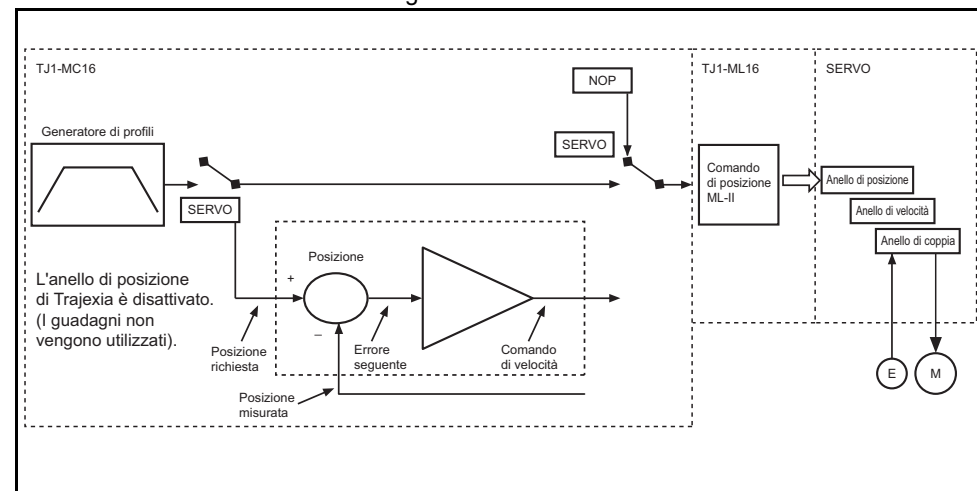 TJ1-MC16
TJ1-ML16
SERVO
NOP
Generatore di profili
SERVO
Comando
di posizione
ML-II
Anello di posizione
SERVO
Anello di velocità
Anello di coppia
Posizione
L'anello di posizione
di Trajexia è disattivato.
(I guadagni non
vengono utilizzati).
+
–
Posizione
richiesta
Errore
seguente
Comando
di velocità
Posizione
misurata
E
M